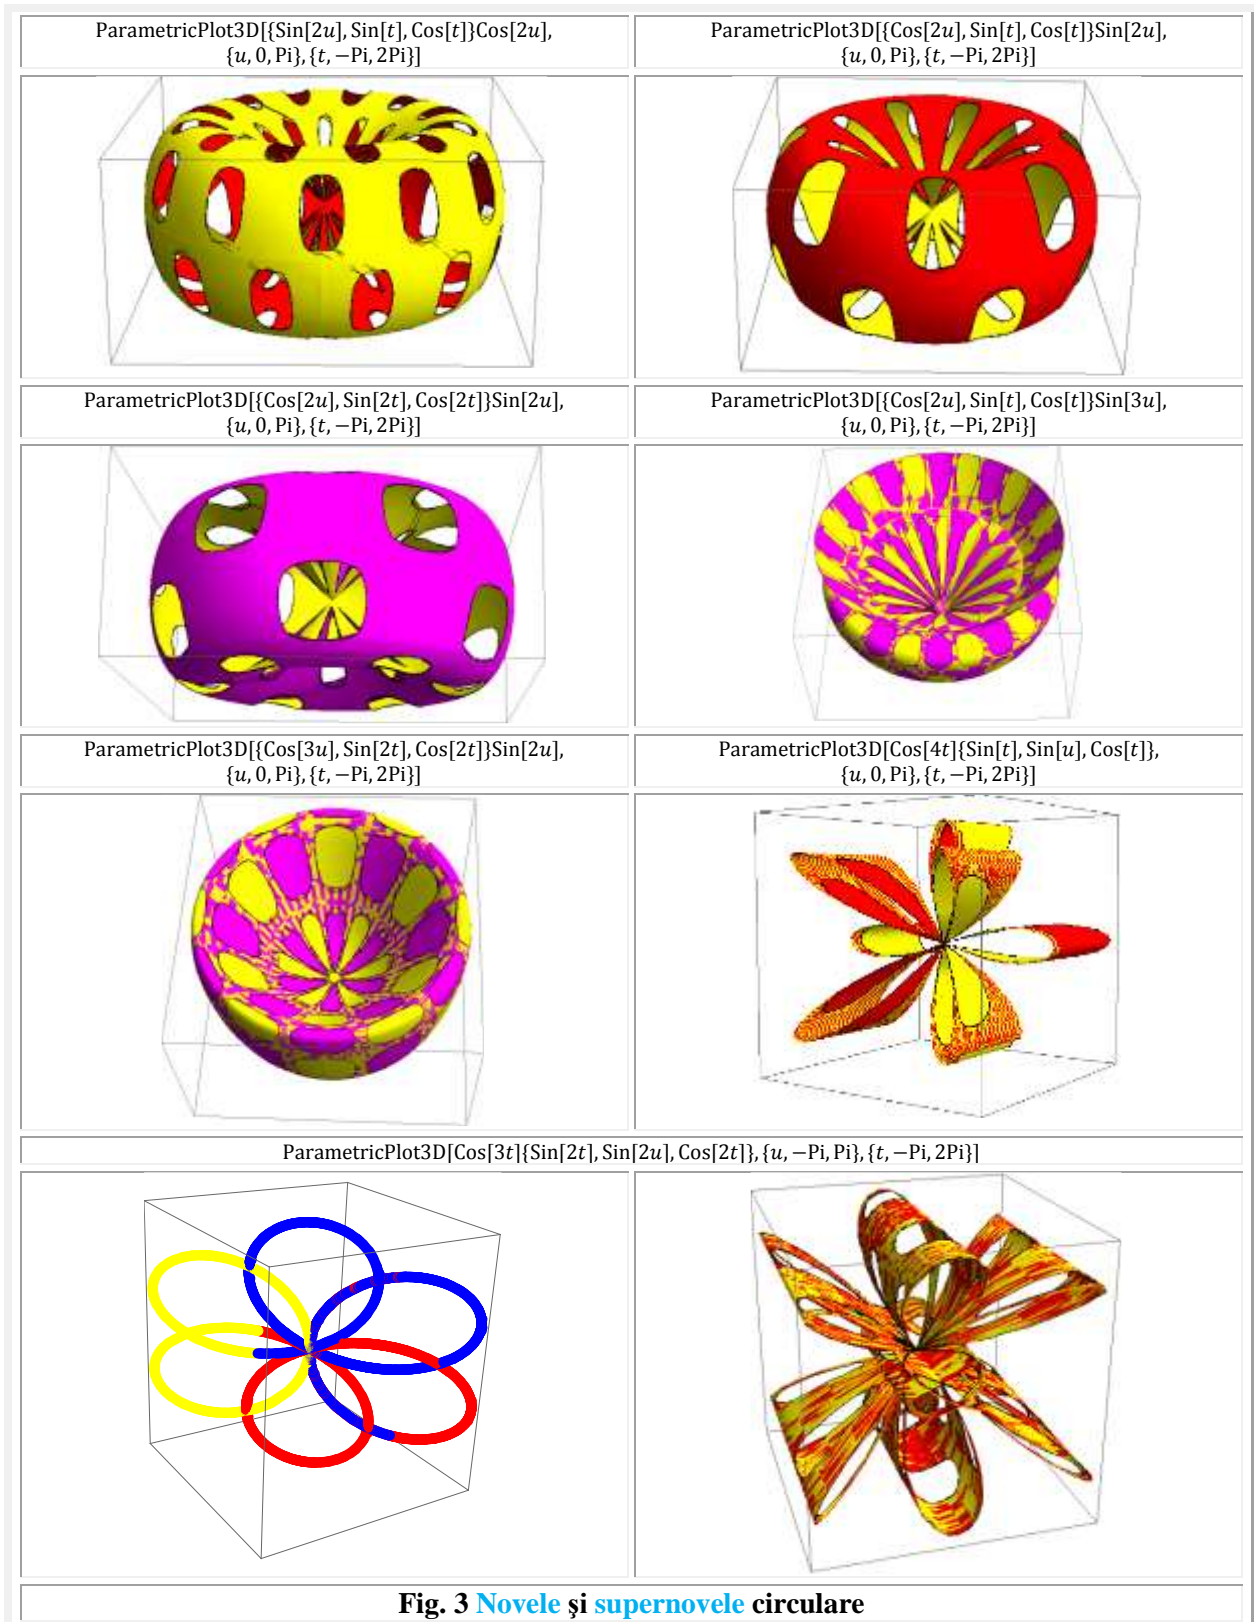 ParametricPlot3D[{Sin[2u], Sin[t], Cos[t]}Cos[2u],
{u, 0, Pi}, {t, −Pi, 2Pi}]
ParametricPlot3D[{Cos[2u], Sin[t], Cos[t]}Sin[2u],
{u, 0, Pi}, {t, −Pi, 2Pi}]
ParametricPlot3D[{Cos[2u], Sin[2t], Cos[2t]}Sin[2u],
{u, 0, Pi}, {t, −Pi, 2Pi}]
ParametricPlot3D[{Cos[2u], Sin[t], Cos[t]}Sin[3u],
{u, 0, Pi}, {t, −Pi, 2Pi}]
ParametricPlot3D[{Cos[3u], Sin[2t], Cos[2t]}Sin[2u],
{u, 0, Pi}, {t, −Pi, 2Pi}]
ParametricPlot3D[Cos[4t]{Sin[t], Sin[u], Cos[t]},
{u, 0, Pi}, {t, −Pi, 2Pi}]
ParametricPlot3D[Cos[3t]{Sin[2t], Sin[2u], Cos[2t]}, {u, −Pi, Pi}, {t, −Pi, 2Pi}]
Fig. 3 Novele şi supernovele circulare